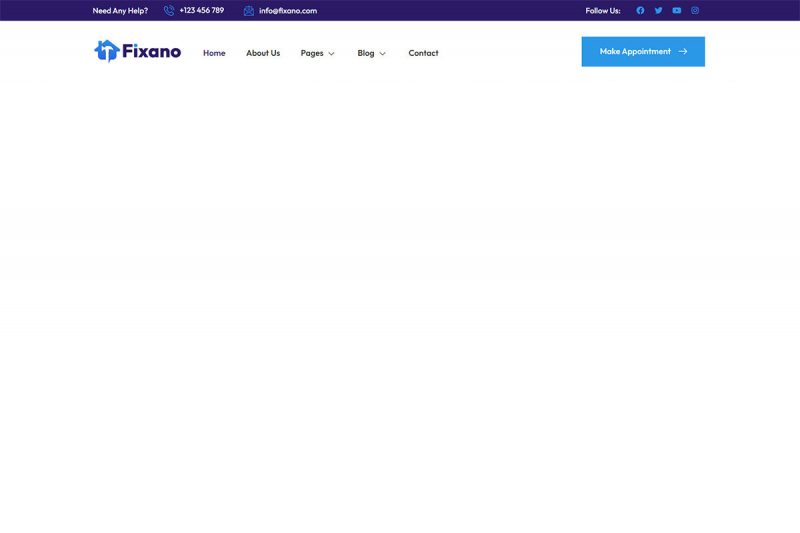 Need Any Help? +123 456 789 info@fixano.com Follow Us:
Fixano Home About Us Pages Blog Contact Make Appointment